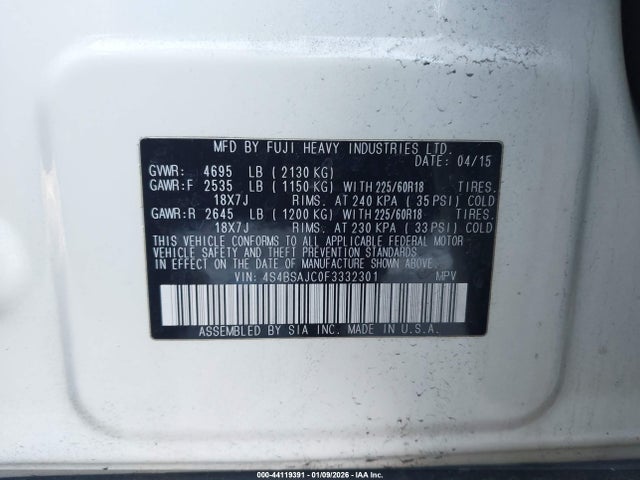 MFD BY FUJI HEAVY INDUSTRIES LTD.
DATE: 04/15
GVWR: 4695 LB ( 2130 KG)
GAWR:F 2535 LB ( 1150 KG) WITH 225/60R18 TIRES.
18X7J RIMS. AT 240 KPA ( 35 PSI) COLD
GAWR:R 2645 LB ( 1200 KG) WITH 225/60R18 TIRES.
18X7J RIMS. AT 230 KPA ( 33 PSI) COLD
THIS VEHICLE CONFORMS TO ALL APPLICABLE FEDERAL MOTOR
VEHICLE SAFETY AND THEFT PREVENTION STANDARDS
IN EFFECT ON THE DATE OF MANUFACTURE SHOWN ABOVE.
VIN: 4S4BSAJC0F3332301 MPV
ASSEMBLED BY SIA INC. MADE IN U.S.A.
000-44119391 - 01/09/2026 - IAA Inc.